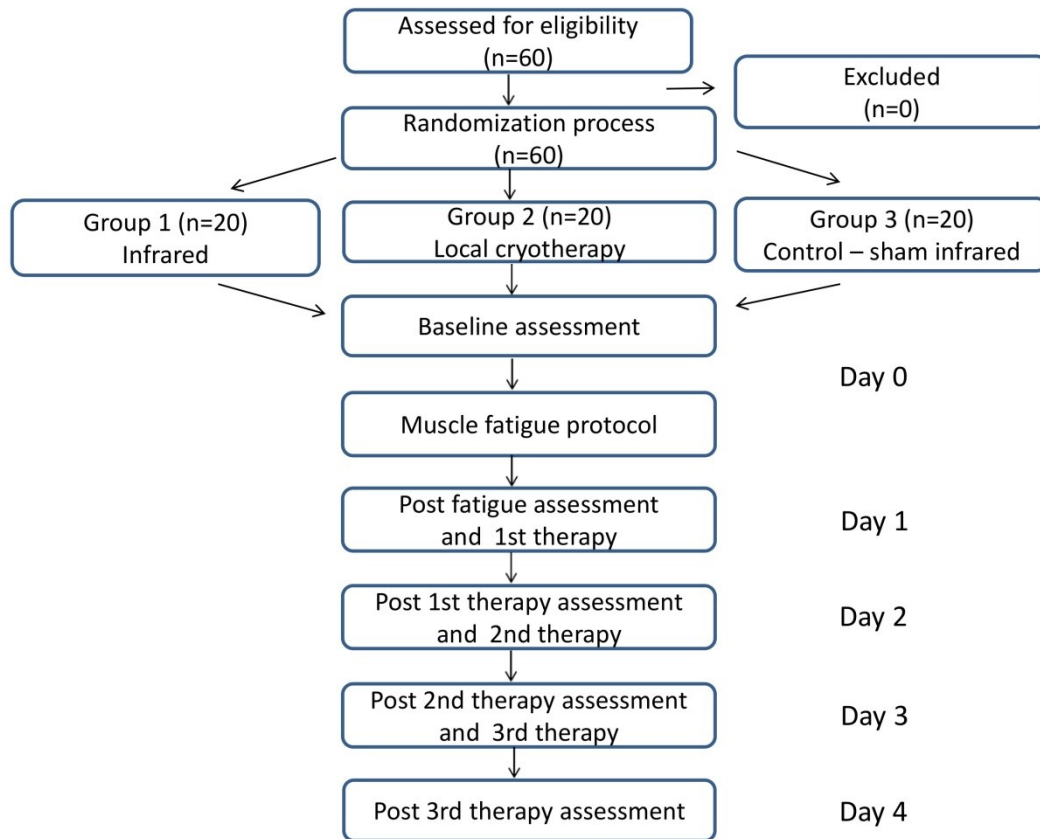 Assessed for eligibility
(n=60)
Excluded
(n=0)
Randomization process
(n=60)
Group 1 (n=20)
Infrared
Group 2 (n=20)
Local cryotherapy
Group 3 (n=20)
Control – sham infrared
Baseline assessment
Day 0
Muscle fatigue protocol
Post fatigue assessment
and 1st therapy
Day 1
Post 1st therapy assessment
and 2nd therapy
Day 2
Post 2nd therapy assessment
and 3rd therapy
Day 3
Post 3rd therapy assessment
Day 4